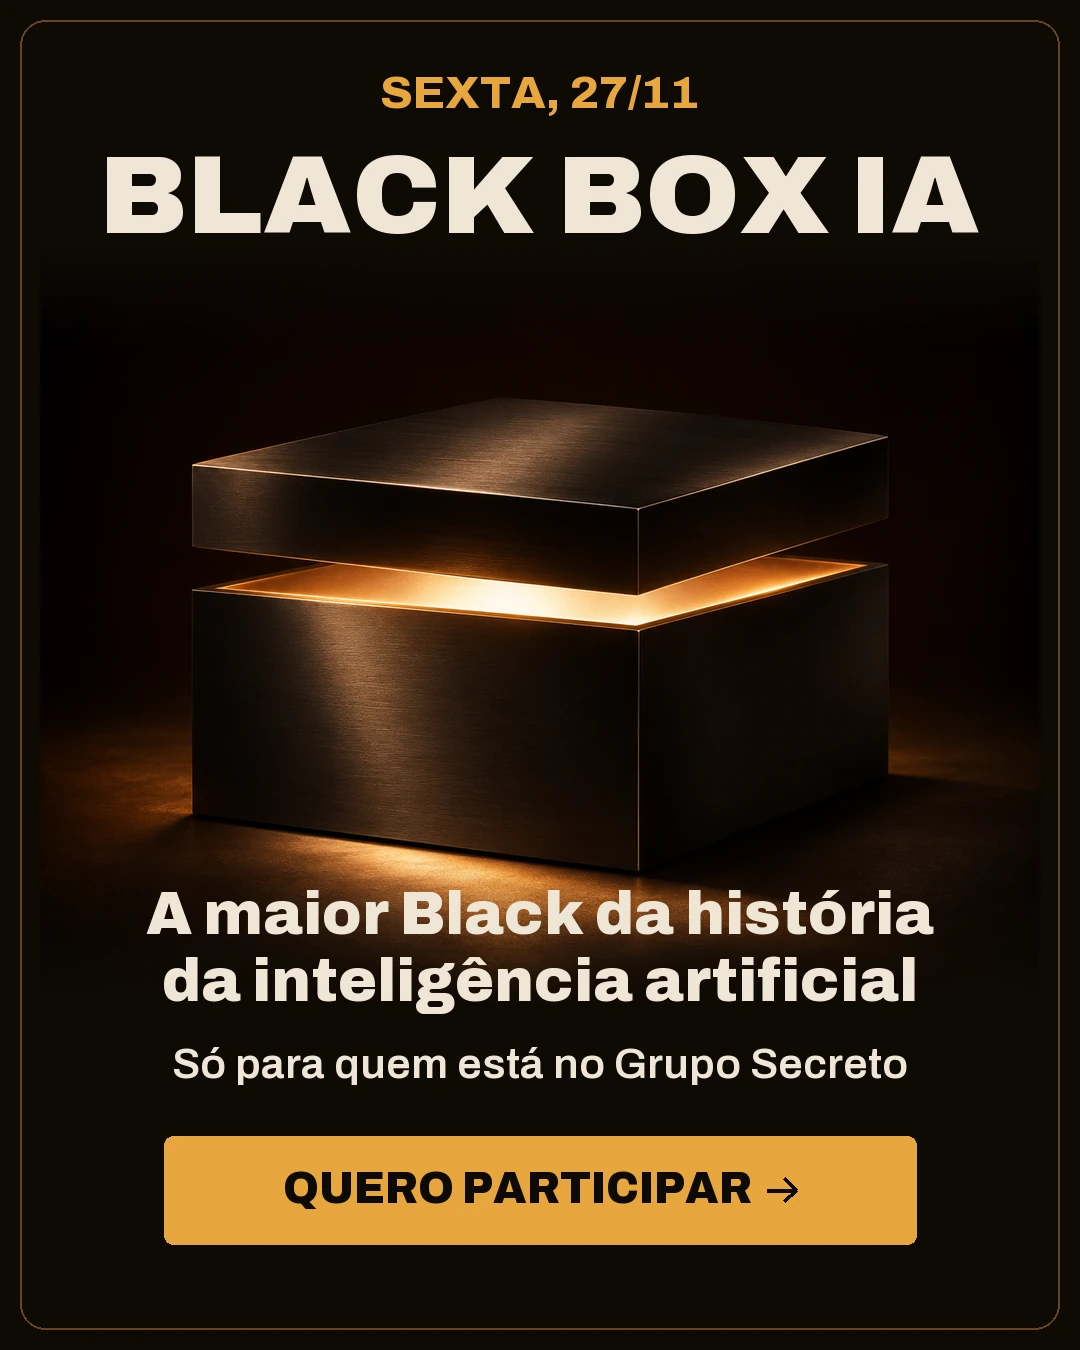 SEXTA, 27/11
BLACK BOX IA
A maior Black da história
da inteligência artificial
Só para quem está no Grupo Secreto
QUERO PARTICIPAR →